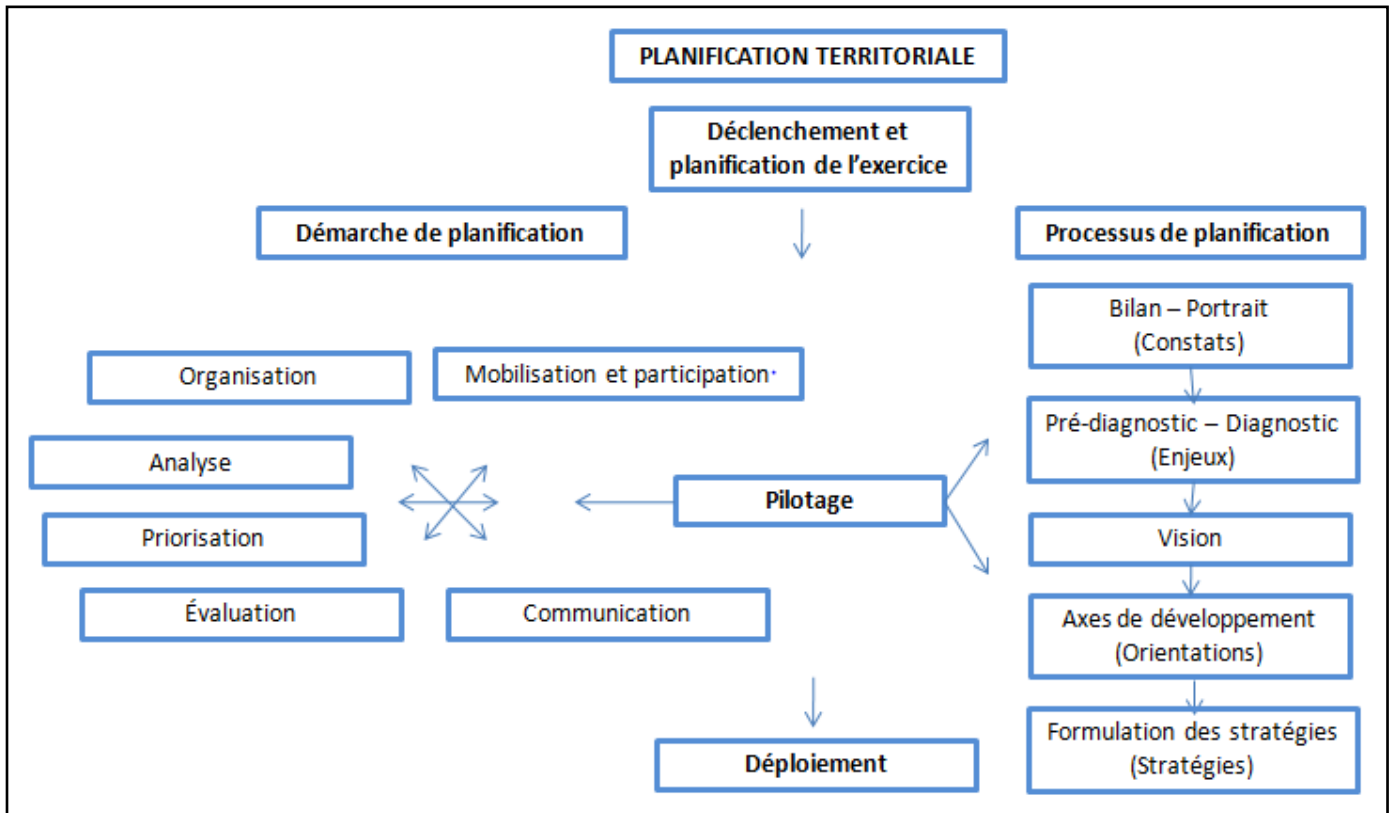 PLANIFICATION TERRITORIALE
Déclenchement et
planification de l'exercice
Démarche de planification
Processus de planification
Bilan – Portrait
(Constats)
Organisation
Mobilisation et participation*
Pré-diagnostic – Diagnostic
(Enjeux)
Analyse
Pilotage
Priorisation
Vision
Évaluation
Communication
Axes de développement
(Orientations)
Déploiement
Formulation des stratégies
(Stratégies)